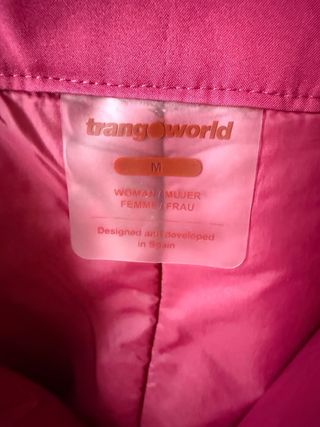 trangoworld
M
WOMAN / MUJER
FEMME / FRAU
Designed and developed
in Spain